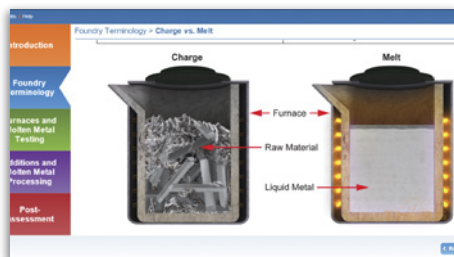 Help
Foundry Terminology > Charge vs. Melt
Introduction
Foundry
Terminology
Furnaces and
Molten Metal
Testing
Additions and
Molten Metal
Processing
Post-
Assessment
Charge
Melt
Furnace
Raw Material
Liquid Metal